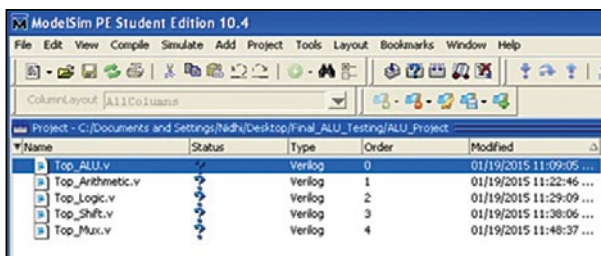 ModelSim PE Student Edition 10.4
File Edit View Compile Simulate Add Project Tools Layout Bookmarks Window Help
ColumnLayout AllColumns
Project - C:/Documents and Settings/Nidhi/Desktop/Final_ALU_Testing/ALU_Project
Name Status Type Order Modified
Top_ALU.v ? Verilog 0 01/19/2015 11:09:05 ...
Top_Arithmetic.v ? Verilog 1 01/19/2015 11:22:46 ...
Top_Logic.v ? Verilog 2 01/19/2015 11:29:09 ...
Top_Shift.v ? Verilog 3 01/19/2015 11:38:06 ...
Top_Mux.v ? Verilog 4 01/19/2015 11:48:37 ...